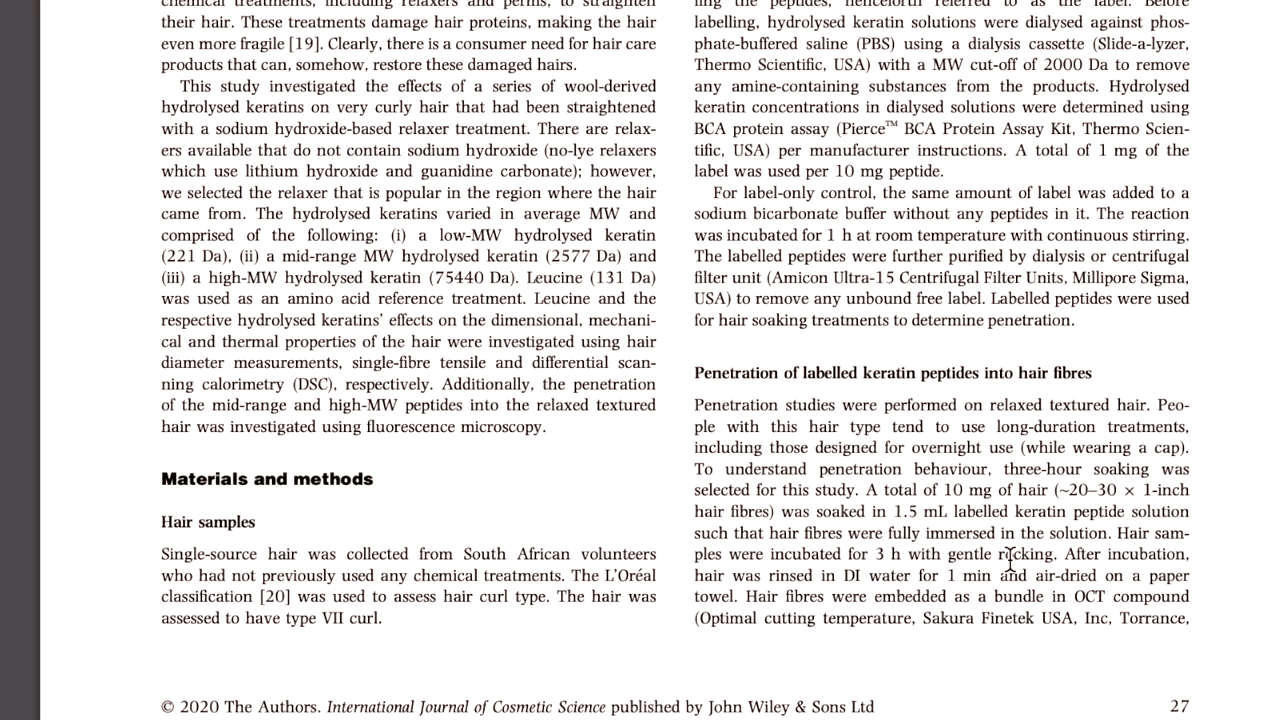 chemical treatments, including relaxers and perms, to straighten
their hair. These treatments damage hair proteins, making the hair
even more fragile [19]. Clearly, there is a consumer need for hair care
products that can, somehow, restore these damaged hairs.
This study investigated the effects of a series of wool-derived
hydrolysed keratins on very curly hair that had been straightened
with a sodium hydroxide-based relaxer treatment. There are relax-
ers available that do not contain sodium hydroxide (no-lye relaxers
which use lithium hydroxide and guanidine carbonate); however,
we selected the relaxer that is popular in the region where the hair
came from. The hydrolysed keratins varied in average MW and
comprised of the following: (i) a low-MW hydrolysed keratin
(221 Da), (ii) a mid-range MW hydrolysed keratin (2577 Da) and
(iii) a high-MW hydrolysed keratin (75440 Da). Leucine (131 Da)
was used as an amino acid reference treatment. Leucine and the
respective hydrolysed keratins' effects on the dimensional, mechani-
cal and thermal properties of the hair were investigated using hair
diameter measurements, single-fibre tensile and differential scan-
ning calorimetry (DSC), respectively. Additionally, the penetration
of the mid-range and high-MW peptides into the relaxed textured
hair was investigated using fluorescence microscopy.
Materials and methods
Hair samples
Single-source hair was collected from South African volunteers
who had not previously used any chemical treatments. The L'Oréal
classification [20] was used to assess hair curl type. The hair was
assessed to have type VII curl.
ling the peptides, henceforth referred to as the label. Before
labelling, hydrolysed keratin solutions were dialysed against phos-
phate-buffered saline (PBS) using a dialysis cassette (Slide-a-lyzer,
Thermo Scientific, USA) with a MW cut-off of 2000 Da to remove
any amine-containing substances from the products. Hydrolysed
keratin concentrations in dialysed solutions were determined using
BCA protein assay (Pierce™ BCA Protein Assay Kit, Thermo Scien-
tific, USA) per manufacturer instructions. A total of 1 mg of the
label was used per 10 mg peptide.
For label-only control, the same amount of label was added to a
sodium bicarbonate buffer without any peptides in it. The reaction
was incubated for 1 h at room temperature with continuous stirring.
The labelled peptides were further purified by dialysis or centrifugal
filter unit (Amicon Ultra-15 Centrifugal Filter Units, Millipore Sigma,
USA) to remove any unbound free label. Labelled peptides were used
for hair soaking treatments to determine penetration.
Penetration of labelled keratin peptides into hair fibres
Penetration studies were performed on relaxed textured hair. Peo-
ple with this hair type tend to use long-duration treatments,
including those designed for overnight use (while wearing a cap).
To understand penetration behaviour, three-hour soaking was
selected for this study. A total of 10 mg of hair (~20–30 × 1-inch
hair fibres) was soaked in 1.5 mL labelled keratin peptide solution
such that hair fibres were fully immersed in the solution. Hair sam-
ples were incubated for 3 h with gentle rocking. After incubation,
hair was rinsed in DI water for 1 min and air-dried on a paper
towel. Hair fibres were embedded as a bundle in OCT compound
(Optimal cutting temperature, Sakura Finetek USA, Inc, Torrance,
© 2020 The Authors. International Journal of Cosmetic Science published by John Wiley & Sons Ltd
27